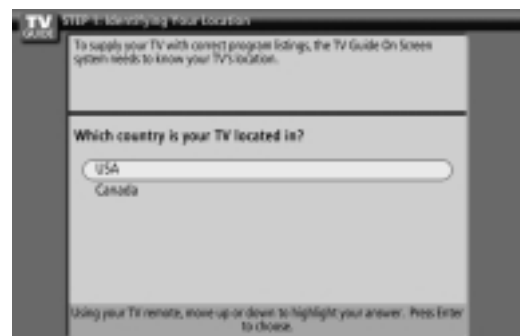 TV
GUIDE
STEP 1: Identifying Your Location
To supply your TV with correct program listings, the TV Guide On Screen
system needs to know your TV's location.
Which country is your TV located in?
USA
Canada
Using your TV remote, move up or down to highlight your answer. Press Enter
to choose.